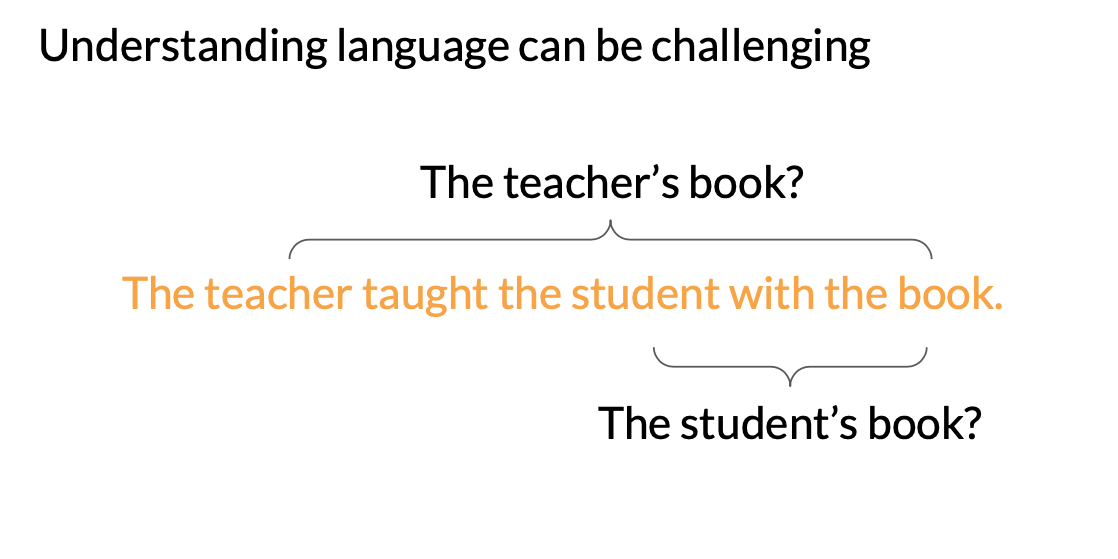 Understanding language can be challenging
The teacher’s book?
The teacher taught the student with the book.
The student’s book?